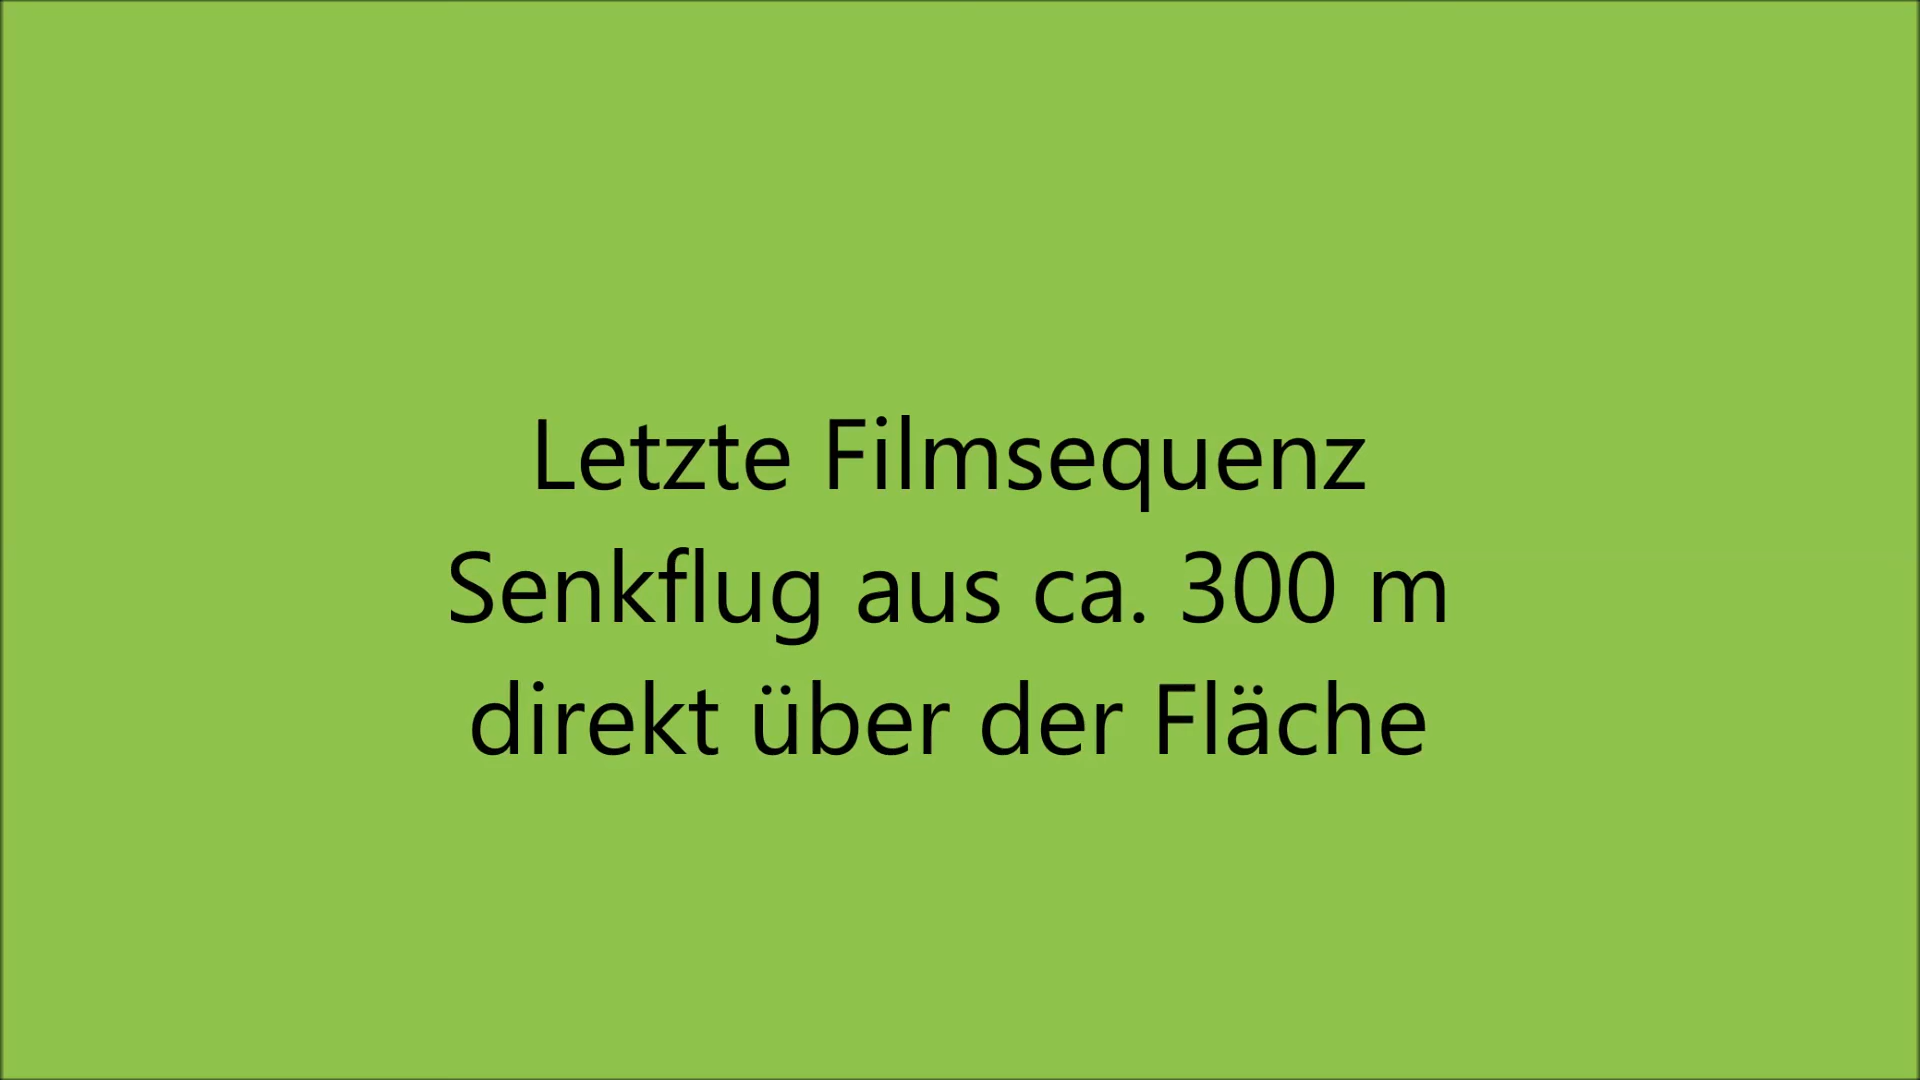 Letzte Filmsequenz
Senkflug aus ca. 300 m
direkt über der Fläche